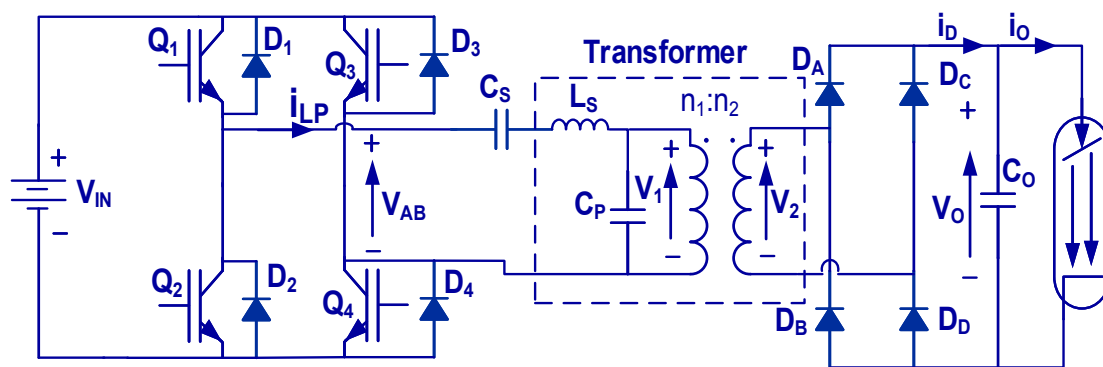 Q1
D1
Q3
D3
Transformer
DA
iD
iO
DC
CS
LS
n1:n2
iLP
+
VIN
−
+
VAB
−
CP
+
V1
−
+
V2
−
+
VO
−
CO
Q2
D2
Q4
D4
DB
DD